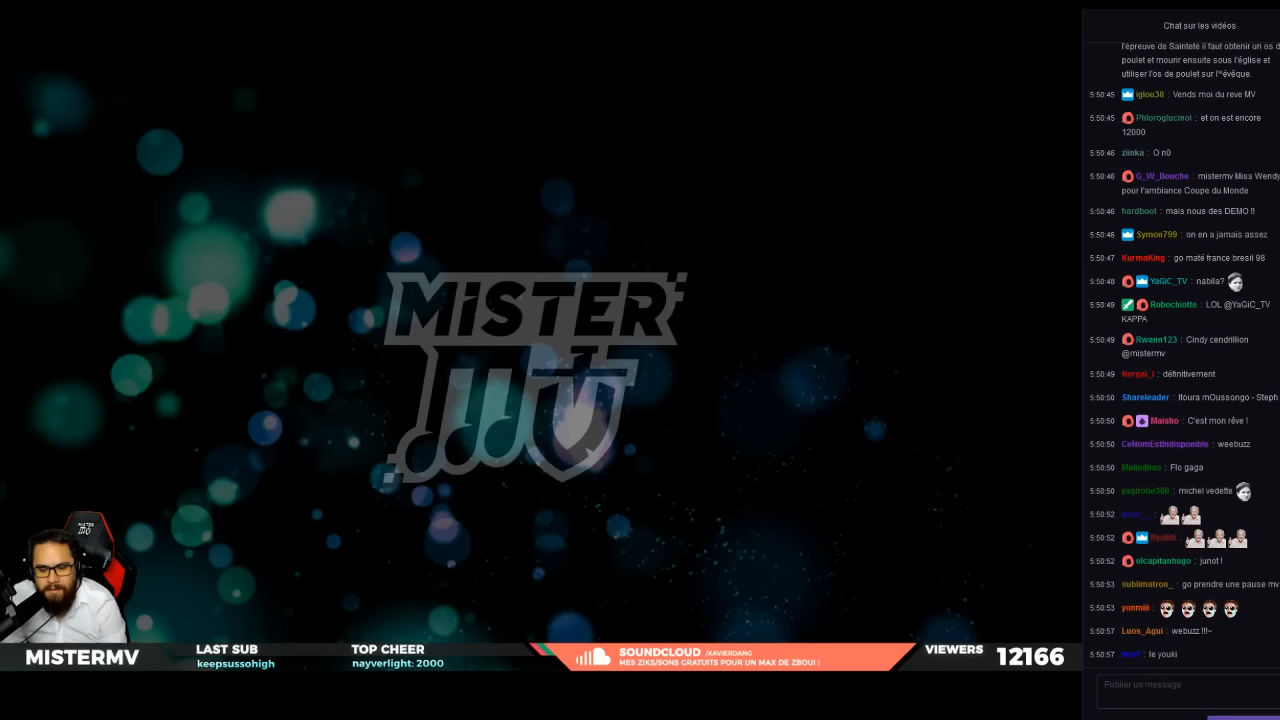 MISTER
MV
MISTER
MV
MISTERMV
LAST SUB
keepsussohigh
TOP CHEER
nayverlight: 2000
SOUNDCLOUD /XAVIERDANG
MES ZIKS/SONS GRATUITS POUR UN MAX DE ZBOUI !
VIEWERS
12166
Chat sur les vidéos
l'épreuve de Sainteté il faut obtenir un os d
poulet et mourir ensuite sous l'église et
utiliser l'os de poulet sur l'^évêque.
5:50:45 iglou38 : Vends moi du reve MV
5:50:45 Phloroglucinol : et on est encore
12000
5:50:46 ziinka : O n0
5:50:46 G_W_Bouche : mistermv Miss Wendy
pour l'ambiance Coupe du Monde
5:50:46 hardboot : mais nous des DEMO !!
5:50:46 Symon799 : on en a jamais assez
5:50:47 KurmaKing : go maté france bresil 98
5:50:48 YaGiC_TV : nabila?
5:50:49 Robochiotte : LOL @YaGiC_TV
KAPPA
5:50:49 Rwann123 : Cindy cendrillion
@mistermv
5:50:49 Nergal_i : définitivement
5:50:50 Shareleader : Itoura mOussongo - Steph
5:50:50 Maisho : C'est mon rêve !
5:50:50 CeNomEstIndisponible : weebuzz
5:50:50 Maliodhas : Flo gaga
5:50:50 yagirobe300 : michel vedette
5:50:52
5:50:52
5:50:52 elcapitanhugo : junot !
5:50:53 sublimatron_ : go prendre une pause mv
5:50:53 yonmiii :
5:50:57 Luos_Agui : webuzz !!!~
5:50:57 : le youki
Publier un message